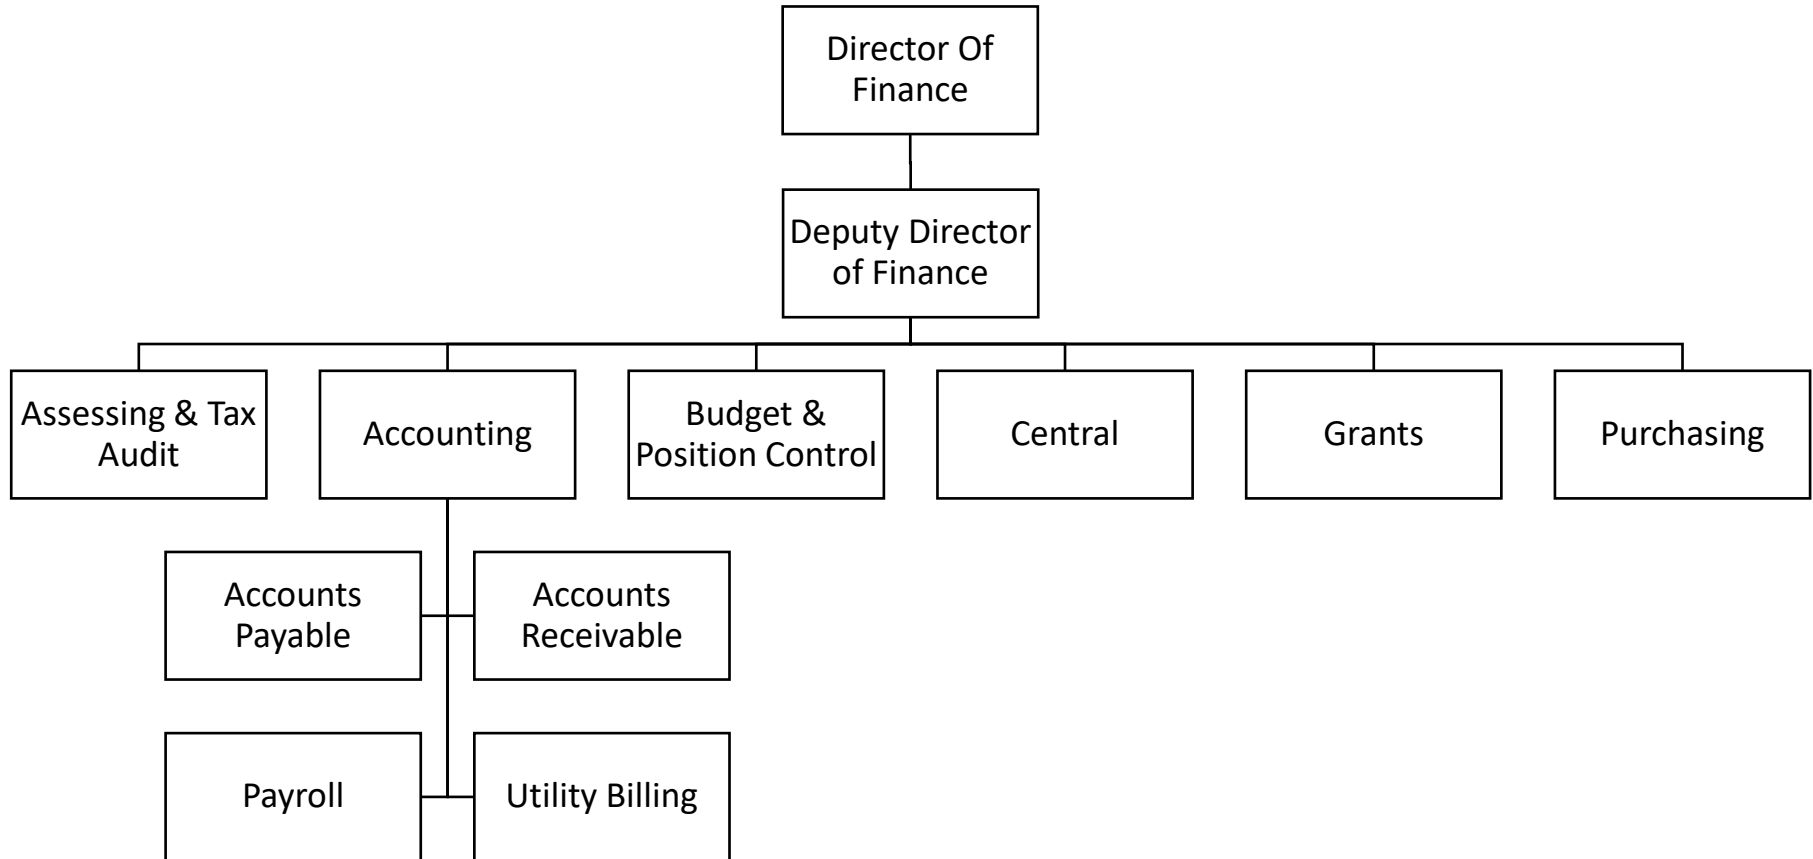 Director Of
Finance
Deputy Director
of Finance
Assessing & Tax
Audit
Accounting
Budget &
Position Control
Central
Grants
Purchasing
Accounts
Payable
Accounts
Receivable
Payroll
Utility Billing